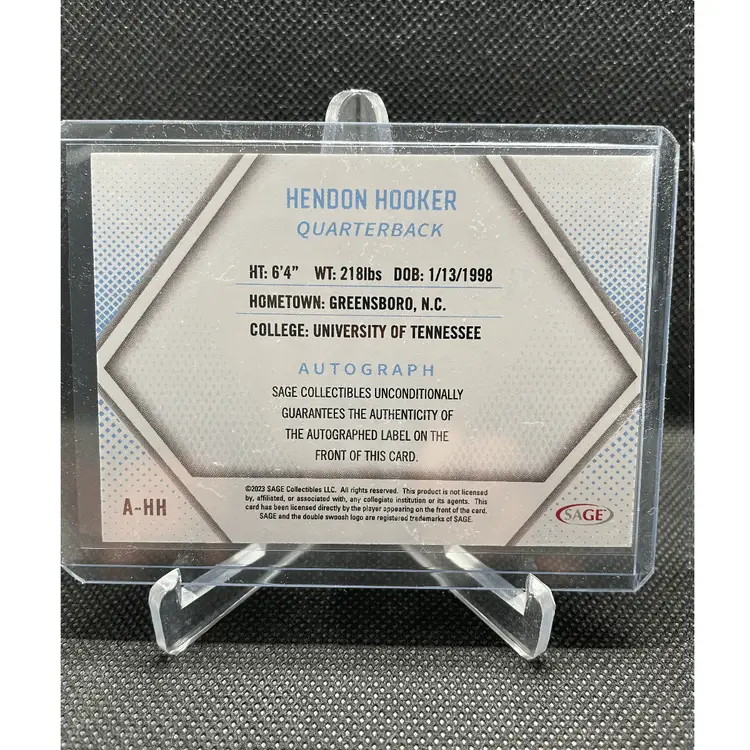 HENDON HOOKER
QUARTERBACK
HT: 6'4" WT: 218lbs DOB: 1/13/1998
HOMETOWN: GREENSBORO, N.C.
COLLEGE: UNIVERSITY OF TENNESSEE
AUTOGRAPH
SAGE COLLECTIBLES UNCONDITIONALLY
GUARANTEES THE AUTHENTICITY OF
THE AUTOGRAPHED LABEL ON THE
FRONT OF THIS CARD.
©2023 SAGE Collectibles LLC. All rights reserved. This product is not licensed
by, affiliated, or associated with, any collegiate institution or its agents. This
card has been licensed directly by the player appearing on the front of the card.
SAGE and the double swoosh logo are registered trademarks of SAGE.
A-HH
SAGE